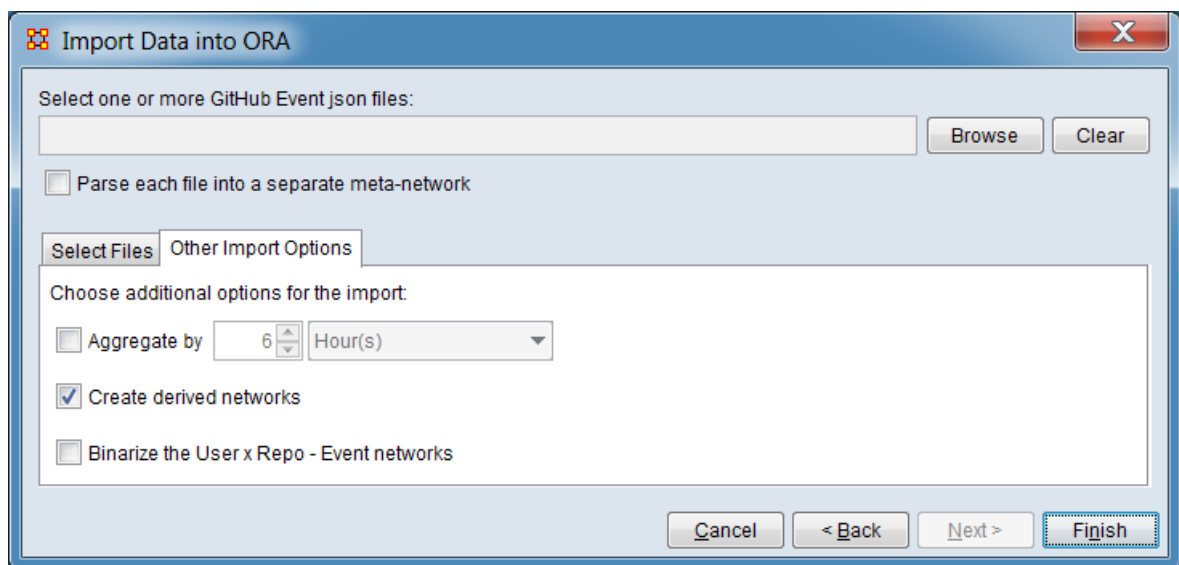 Import Data into ORA
X
Select one or more GitHub Event json files:
Browse Clear
Parse each file into a separate meta-network
Select Files Other Import Options
Choose additional options for the import:
Aggregate by 6 Hour(s)
Create derived networks
Binarize the User x Repo - Event networks
Cancel < Back Next > Finish